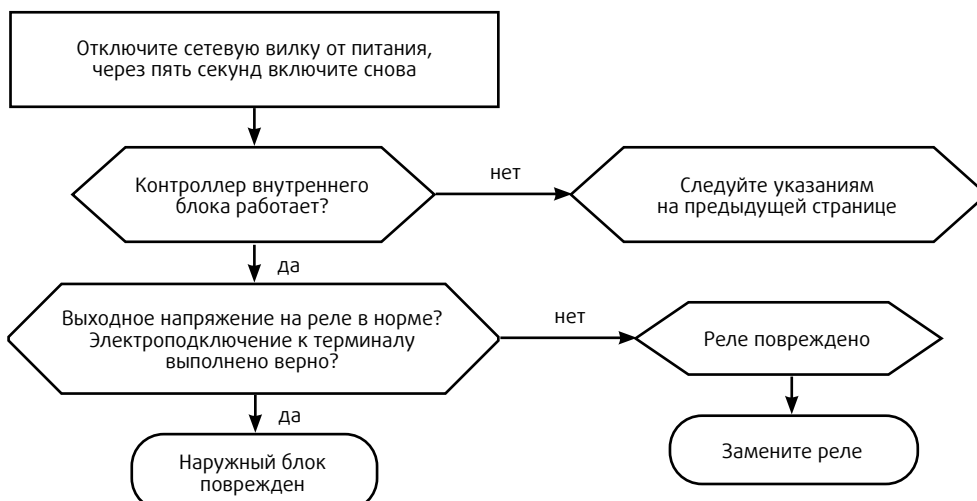 Отключите сетевую вилку от питания,
через пять секунд включите снова
Контроллер внутреннего
блока работает?
нет
Следуйте указаниям
на предыдущей странице
да
Выходное напряжение на реле в норме?
Электроподключение к терминалу
выполнено верно?
нет
Реле повреждено
да
Наружный блок
поврежден
Замените реле